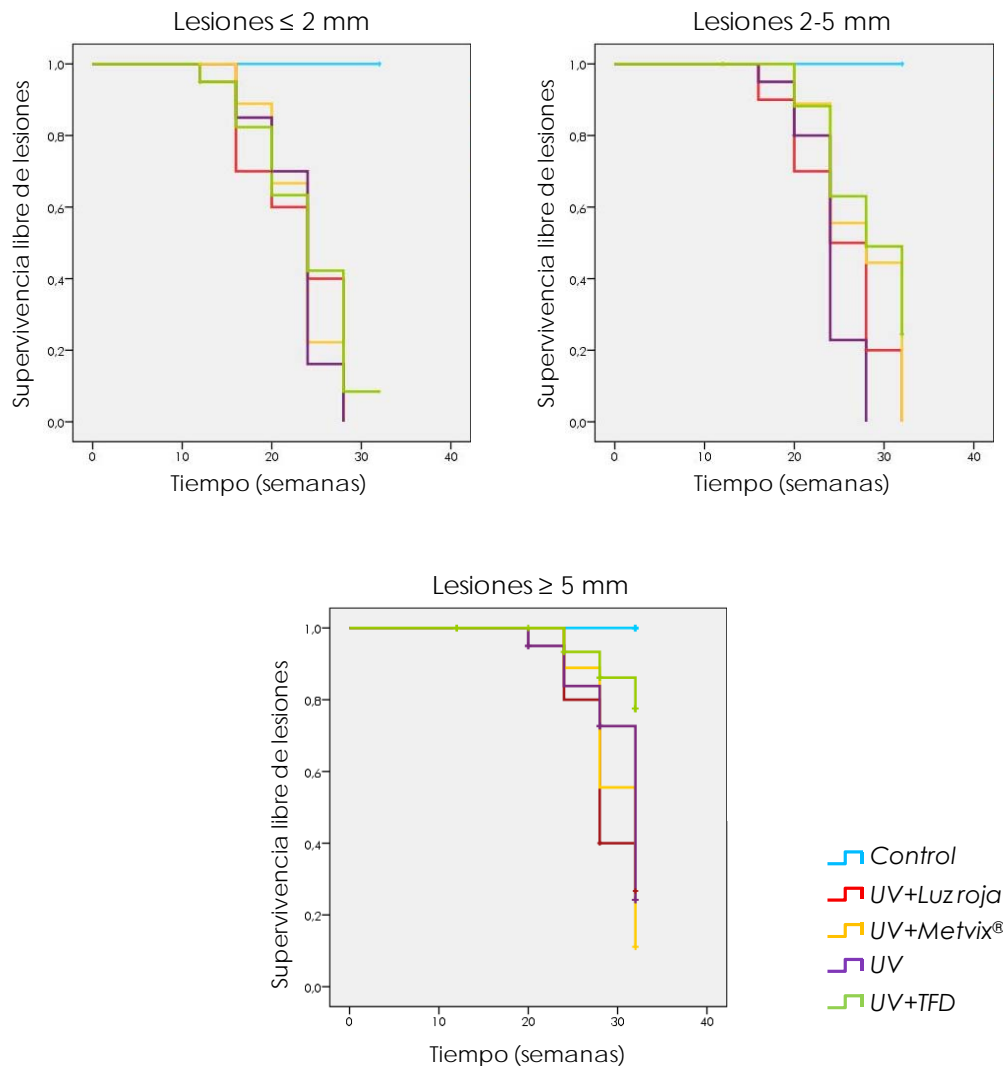 Lesiones ≤ 2 mm
Supervivencia libre de lesiones
1,0
0,8
0,6
0,4
0,2
0,0
0 10 20 30 40
Tiempo (semanas)
Lesiones 2-5 mm
Supervivencia libre de lesiones
1,0
0,8
0,6
0,4
0,2
0,0
0 10 20 30 40
Tiempo (semanas)
Lesiones ≥ 5 mm
Supervivencia libre de lesiones
1,0
0,8
0,6
0,4
0,2
0,0
0 10 20 30 40
Tiempo (semanas)
Control
UV+Luz roja
UV+Metvix®
UV
UV+TFD